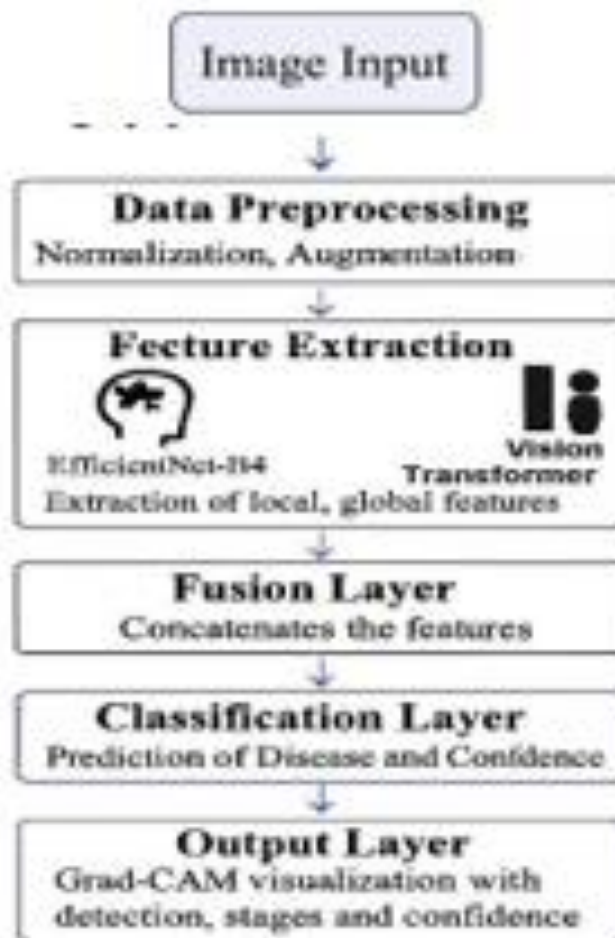 Image Input
Data Preprocessing
Normalization, Augmentation
Fecture Extraction
EfficientNet-B4
Vision
Transformer
Extraction of local, global features
Fusion Layer
Concatenates the features
Classification Layer
Prediction of Disease and Confidence
Output Layer
Grad-CAM visualization with
detection, stages and confidence